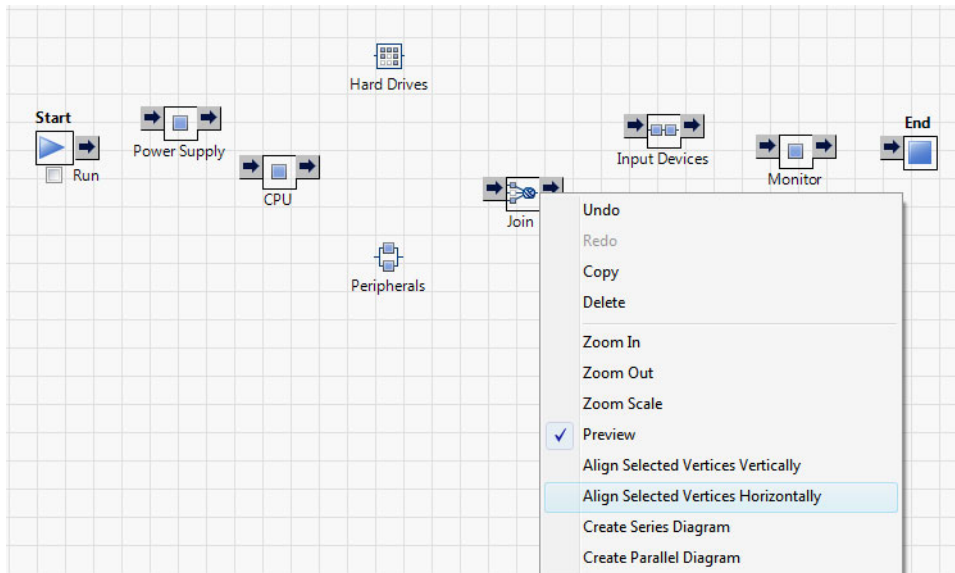 Hard Drives
Start
Power Supply
Run
CPU
Input Devices
End
Monitor
Join
Peripherals
Undo
Redo
Copy
Delete
Zoom In
Zoom Out
Zoom Scale
Preview
Align Selected Vertices Vertically
Align Selected Vertices Horizontally
Create Series Diagram
Create Parallel Diagram